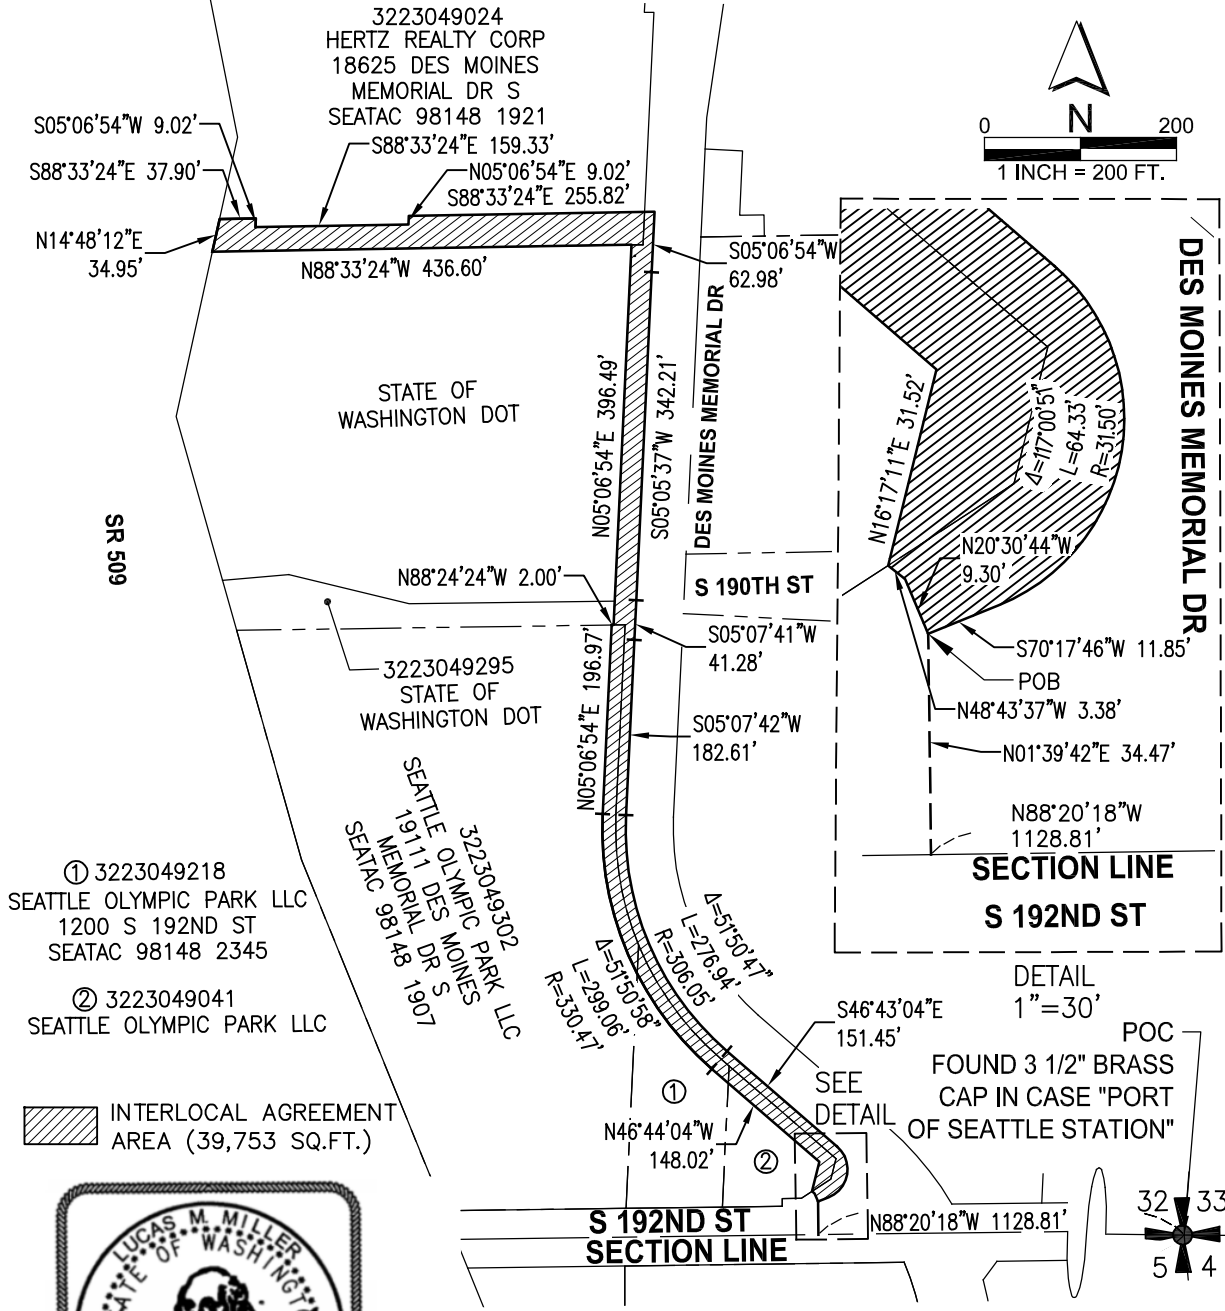 3223049024
HERTZ REALTY CORP
18625 DES MOINES
MEMORIAL DR S
SEATAC 98148 1921
S05°06'54"W 9.02'
S88°33'24"E 37.90'
S88°33'24"E 159.33'
N05°06'54"E 9.02'
S88°33'24"E 255.82'
N14°48'12"E
34.95'
N88°33'24"W 436.60'
S05°06'54"W
62.98'
0
200
N
1 INCH = 200 FT.
STATE OF
WASHINGTON DOT
N05°06'54"E 396.49'
S05°05'37"W 342.21'
DES MOINES MEMORIAL DR
SR 509
N88°24'24"W 2.00'
S 190TH ST
3223049295
STATE OF
WASHINGTON DOT
N05°06'54"E 196.97'
S05°07'41"W
41.28'
S05°07'42"W
182.61'
3223049302
SEATTLE OLYMPIC PARK LLC
19111 DES MOINES
MEMORIAL DR S
SEATAC 98148 1907
① 3223049218
SEATTLE OLYMPIC PARK LLC
1200 S 192ND ST
SEATAC 98148 2345
② 3223049041
SEATTLE OLYMPIC PARK LLC
Δ=51°50'47"
L=276.94'
R=306.05'
Δ=51°50'58"
L=299.06'
R=330.47'
S46°43'04"E
151.45'
SEE
DETAIL
①
N46°44'04"W
148.02'
②
INTERLOCAL AGREEMENT
AREA (39,753 SQ.FT.)
S 192ND ST
SECTION LINE
N88°20'18"W 1128.81'
DES MOINES MEMORIAL DR
N16°17'11"E 31.52'
Δ=117°00'51"
L=64.33'
R=31.50'
N20°30'44"W
9.30'
S70°17'46"W 11.85'
POB
N48°43'37"W 3.38'
N01°39'42"E 34.47'
N88°20'18"W
1128.81'
SECTION LINE
S 192ND ST
DETAIL
1"=30'
POC
FOUND 3 1/2" BRASS
CAP IN CASE "PORT
OF SEATTLE STATION"
32
33
5
4
LUCAS M. MILLER
OF WASHINGT